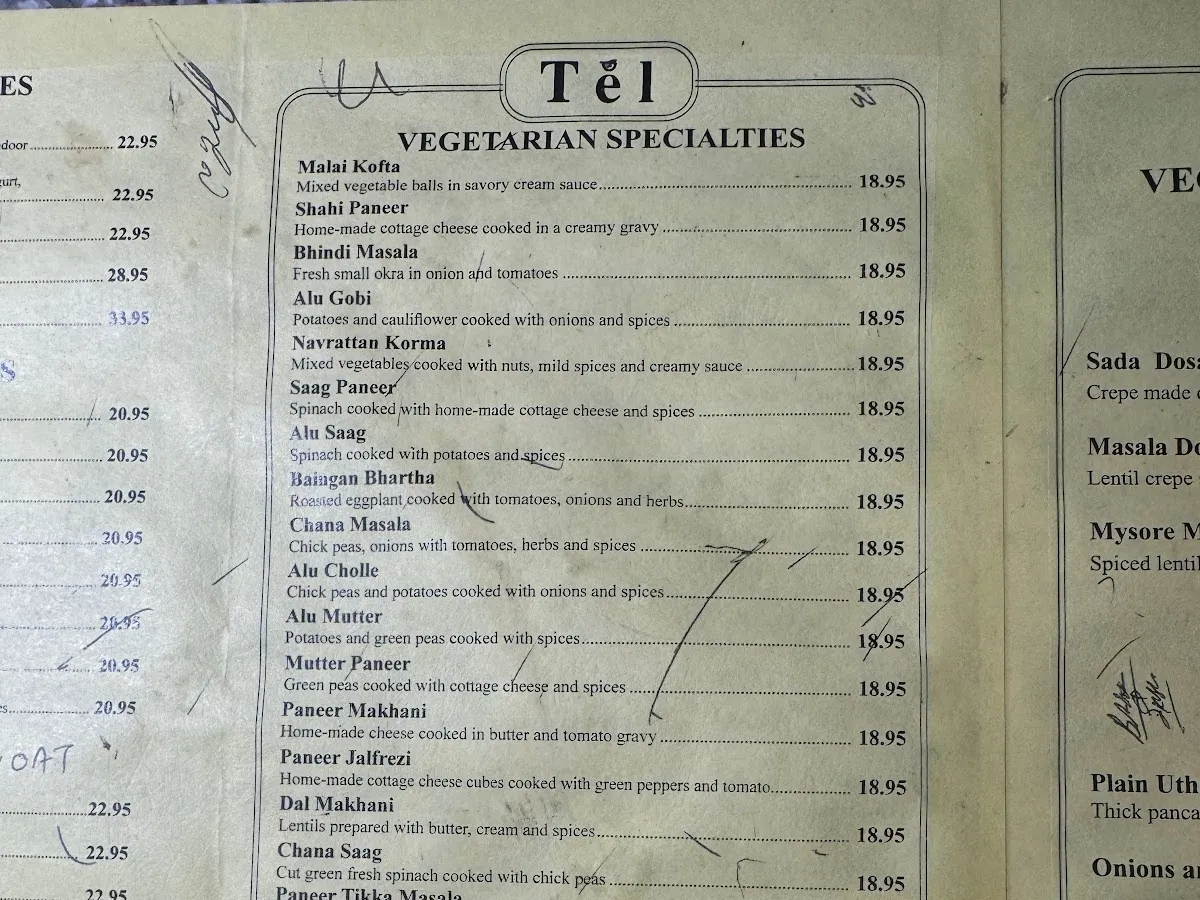 ES
door.................... 22.95
gurt,
.................... 22.95
.................... 22.95
.................... 28.95
.................... 33.95
S
.................... 20.95
.................... 20.95
.................... 20.95
.................... 20.95
.................... 20.95
.................... 20.95
.................... 20.95
s.................... 20.95
OAT
.................... 22.95
.................... 22.95
.................... 22.95
Tel
VEGETARIAN SPECIALTIES
Malai Kofta
Mixed vegetable balls in savory cream sauce.................... 18.95
Shahi Paneer
Home-made cottage cheese cooked in a creamy gravy .................... 18.95
Bhindi Masala
Fresh small okra in onion and tomatoes .................... 18.95
Alu Gobi
Potatoes and cauliflower cooked with onions and spices .................... 18.95
Navrattan Korma
Mixed vegetables cooked with nuts, mild spices and creamy sauce .................... 18.95
Saag Paneer
Spinach cooked with home-made cottage cheese and spices .................... 18.95
Alu Saag
Spinach cooked with potatoes and spices.................... 18.95
Baingan Bhartha
Roasted eggplant cooked with tomatoes, onions and herbs.................... 18.95
Chana Masala
Chick peas, onions with tomatoes, herbs and spices .................... 18.95
Alu Cholle
Chick peas and potatoes cooked with onions and spices.................... 18.95
Alu Mutter
Potatoes and green peas cooked with spices.................... 18.95
Mutter Paneer
Green peas cooked with cottage cheese and spices .................... 18.95
Paneer Makhani
Home-made cheese cooked in butter and tomato gravy .................... 18.95
Paneer Jalfrezi
Home-made cottage cheese cubes cooked with green peppers and tomato.................... 18.95
Dal Makhani
Lentils prepared with butter, cream and spices.................... 18.95
Chana Saag
Cut green fresh spinach cooked with chick peas .................... 18.95
Paneer Tikka Masala
VE
Sada Dosa
Crepe made
Masala Do
Lentil crepe
Mysore M
Spiced lentil
Plain Uth
Thick panca
Onions an